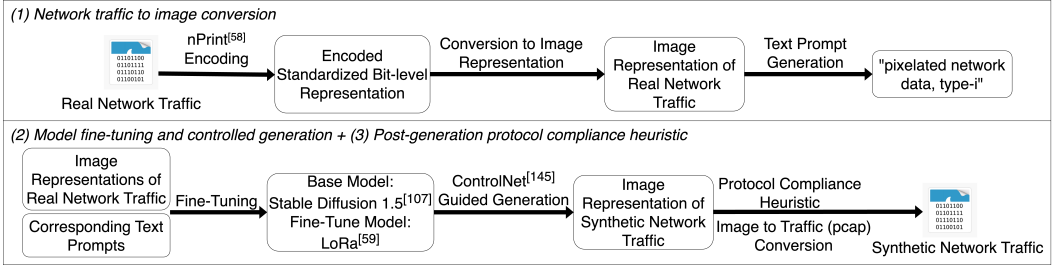 (1) Network traffic to image conversion
01101100
01101111
01110110
01100101
Real Network Traffic
nPrint[58]
Encoding
Encoded
Standardized Bit-level
Representation
Conversion to Image
Representation
Image
Representation of
Real Network
Traffic
Text Prompt
Generation
"pixelated network
data, type-i"
(2) Model fine-tuning and controlled generation + (3) Post-generation protocol compliance heuristic
Image
Representations of
Real Network Traffic
Corresponding Text
Prompts
Fine-Tuning
Base Model:
Stable Diffusion 1.5[107]
Fine-Tune Model:
LoRa[59]
ControlNet[145]
Guided Generation
Image
Representation of
Synthetic Network
Traffic
Protocol Compliance
Heuristic
Image to Traffic (pcap)
Conversion
01101100
01101111
01110110
01100101
Synthetic Network Traffic